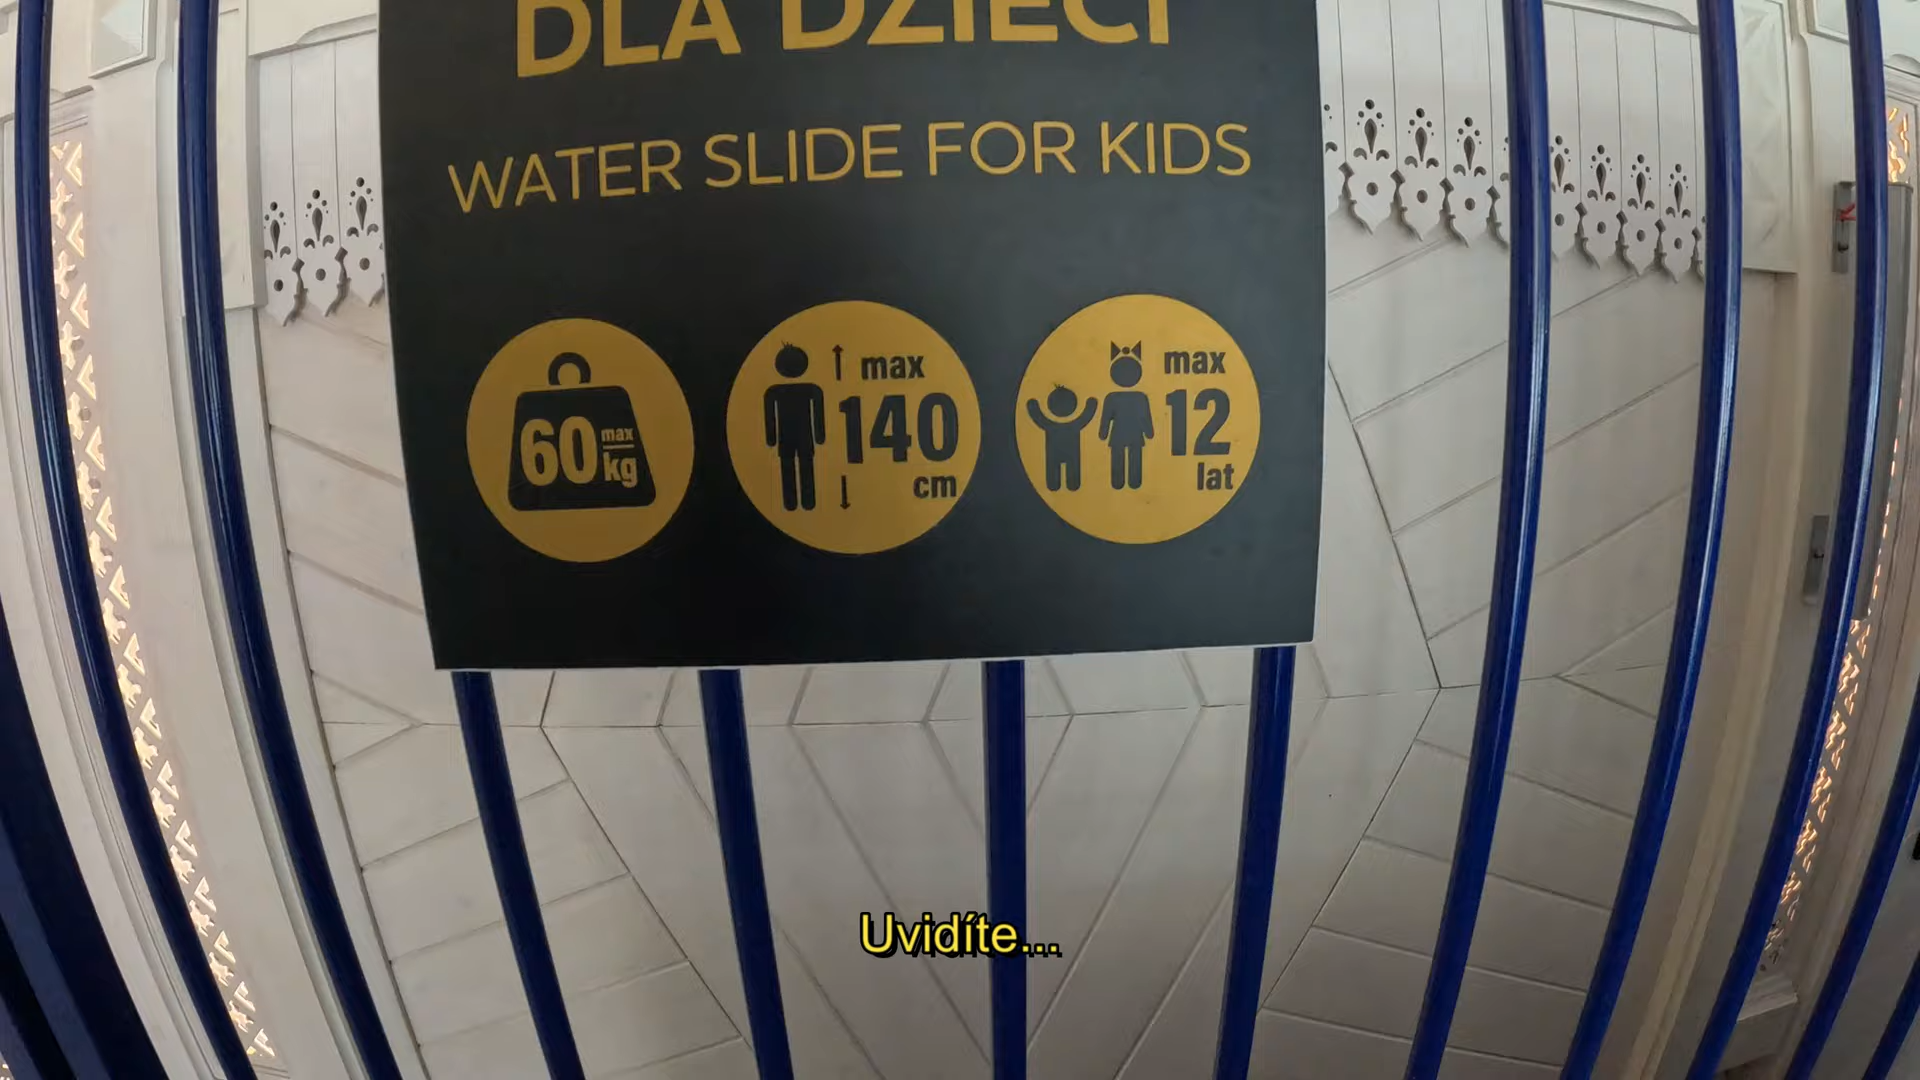 DLA DZIECI
WATER SLIDE FOR KIDS
60 max kg
max 140 cm
max 12 lat
Uvidíte...